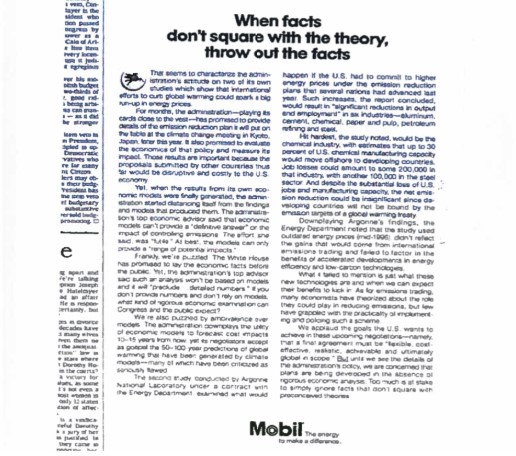 When facts
don't square with the theory,
throw out the facts
That seems to characterize the admin-
istration's attitude on two of its own
studies which show that international
efforts to curb global warming could spark a big
run-up in energy prices.
For months, the administration—playing its
cards close to the vest—has promised to provide
details of the emission reduction plan it will put on
the table at the climate change meeting in Kyoto,
Japan, later this year. It also promised to evaluate
the economics of that policy and measure its
impact. Those results are important because the
proposals submitted by other countries thus
far would be disruptive and costly to the U.S.
economy.
Yet, when the results from its own eco-
nomic models were finally generated, the admin-
istration started distancing itself from the findings
and models that produced them. The administra-
tion's top economic advisor said that economic
models can't provide a "definitive answer" on the
impact of controlling emissions. The effort, she
said, was "futile." At best, the models can only
provide a "range of potential impacts."
Frankly, we're puzzled. The White House
has promised to lay the economic facts before
the public. Yet, the administration's top advisor
said such an analysis won't be based on models
and it will "preclude detailed numbers." If you
don't provide numbers and don't rely on models,
what kind of rigorous economic examination can
Congress and the public expect?
We're also puzzled by ambivalence over
models. The administration downplays the utility
of economic models to forecast cost impacts
10-15 years from now, yet its negotiators accept
as gospel the 50-100 year predictions of global
warming that have been generated by climate
models—many of which have been criticized as
seriously flawed.
The second study, conducted by Argonne
National Laboratory under a contract with
the Energy Department, examined what would
happen if the U.S. had to commit to higher
energy prices under the emission reduction
plans that several nations had advanced last
year. Such increases, the report concluded,
would result in "significant reductions in output
and employment" in six industries—aluminum,
cement, chemical, paper and pulp, petroleum
refining and steel.
Hit hardest, the study noted, would be the
chemical industry, with estimates that up to 30
percent of U.S. chemical manufacturing capacity
would move offshore to developing countries.
Job losses could amount to some 200,000 in
that industry, with another 100,000 in the steel
sector. And despite the substantial loss of U.S.
jobs and manufacturing capacity, the net emis-
sion reduction could be insignificant since de-
veloping countries will not be bound by the
emission targets of a global warming treaty.
Downplaying Argonne's findings, the
Energy Department noted that the study used
outdated energy prices (mid-1995), didn't reflect
the gains that would come from international
emissions trading and failed to factor in the
benefits of accelerated developments in energy
efficiency and low-carbon technologies.
What it failed to mention is just what these
new technologies are and when we can expect
their benefits to kick in. As for emissions trading,
many economists have theorized about the role
they could play in reducing emissions, but few
have grappled with the practicality of implement-
ing and policing such a scheme.
We applaud the goals the U.S. wants to
achieve in these upcoming negotiations—namely,
that a final agreement must be "flexible, cost-
effective, realistic, achievable and ultimately
global in scope." But until we see the details of
the administration's policy, we are concerned that
plans are being developed in the absence of
rigorous economic analysis. Too much is at stake
to simply ignore facts that don't square with
preconceived theories.
Mobil The energy
to make a difference.